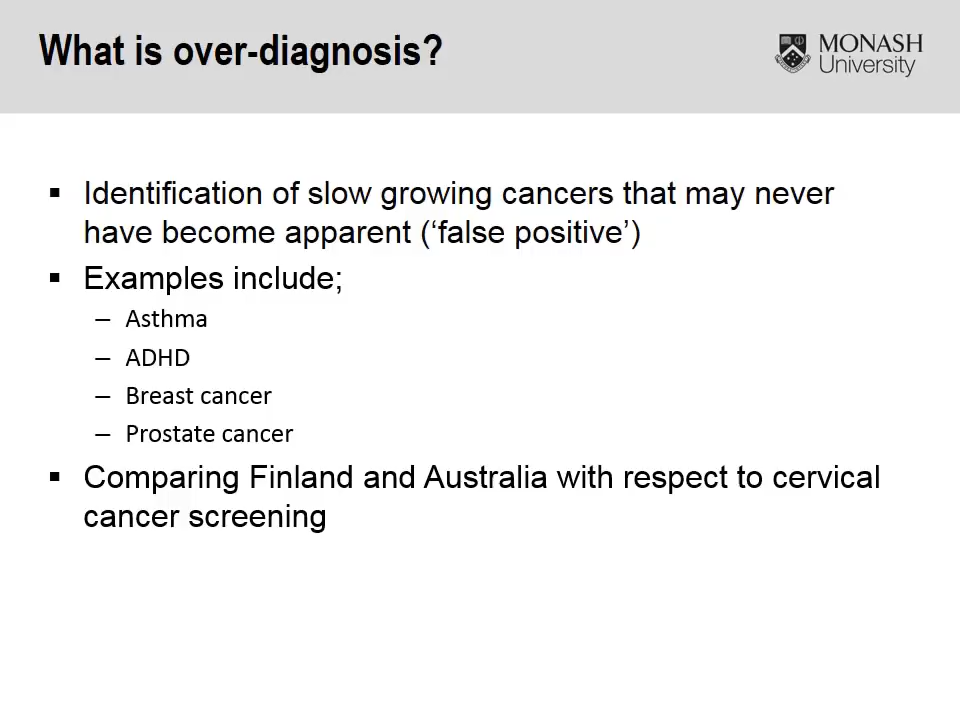 What is over-diagnosis?
MONASH
University
▪ Identification of slow growing cancers that may never
have become apparent (‘false positive’)
▪ Examples include;
– Asthma
– ADHD
– Breast cancer
– Prostate cancer
▪ Comparing Finland and Australia with respect to cervical
cancer screening